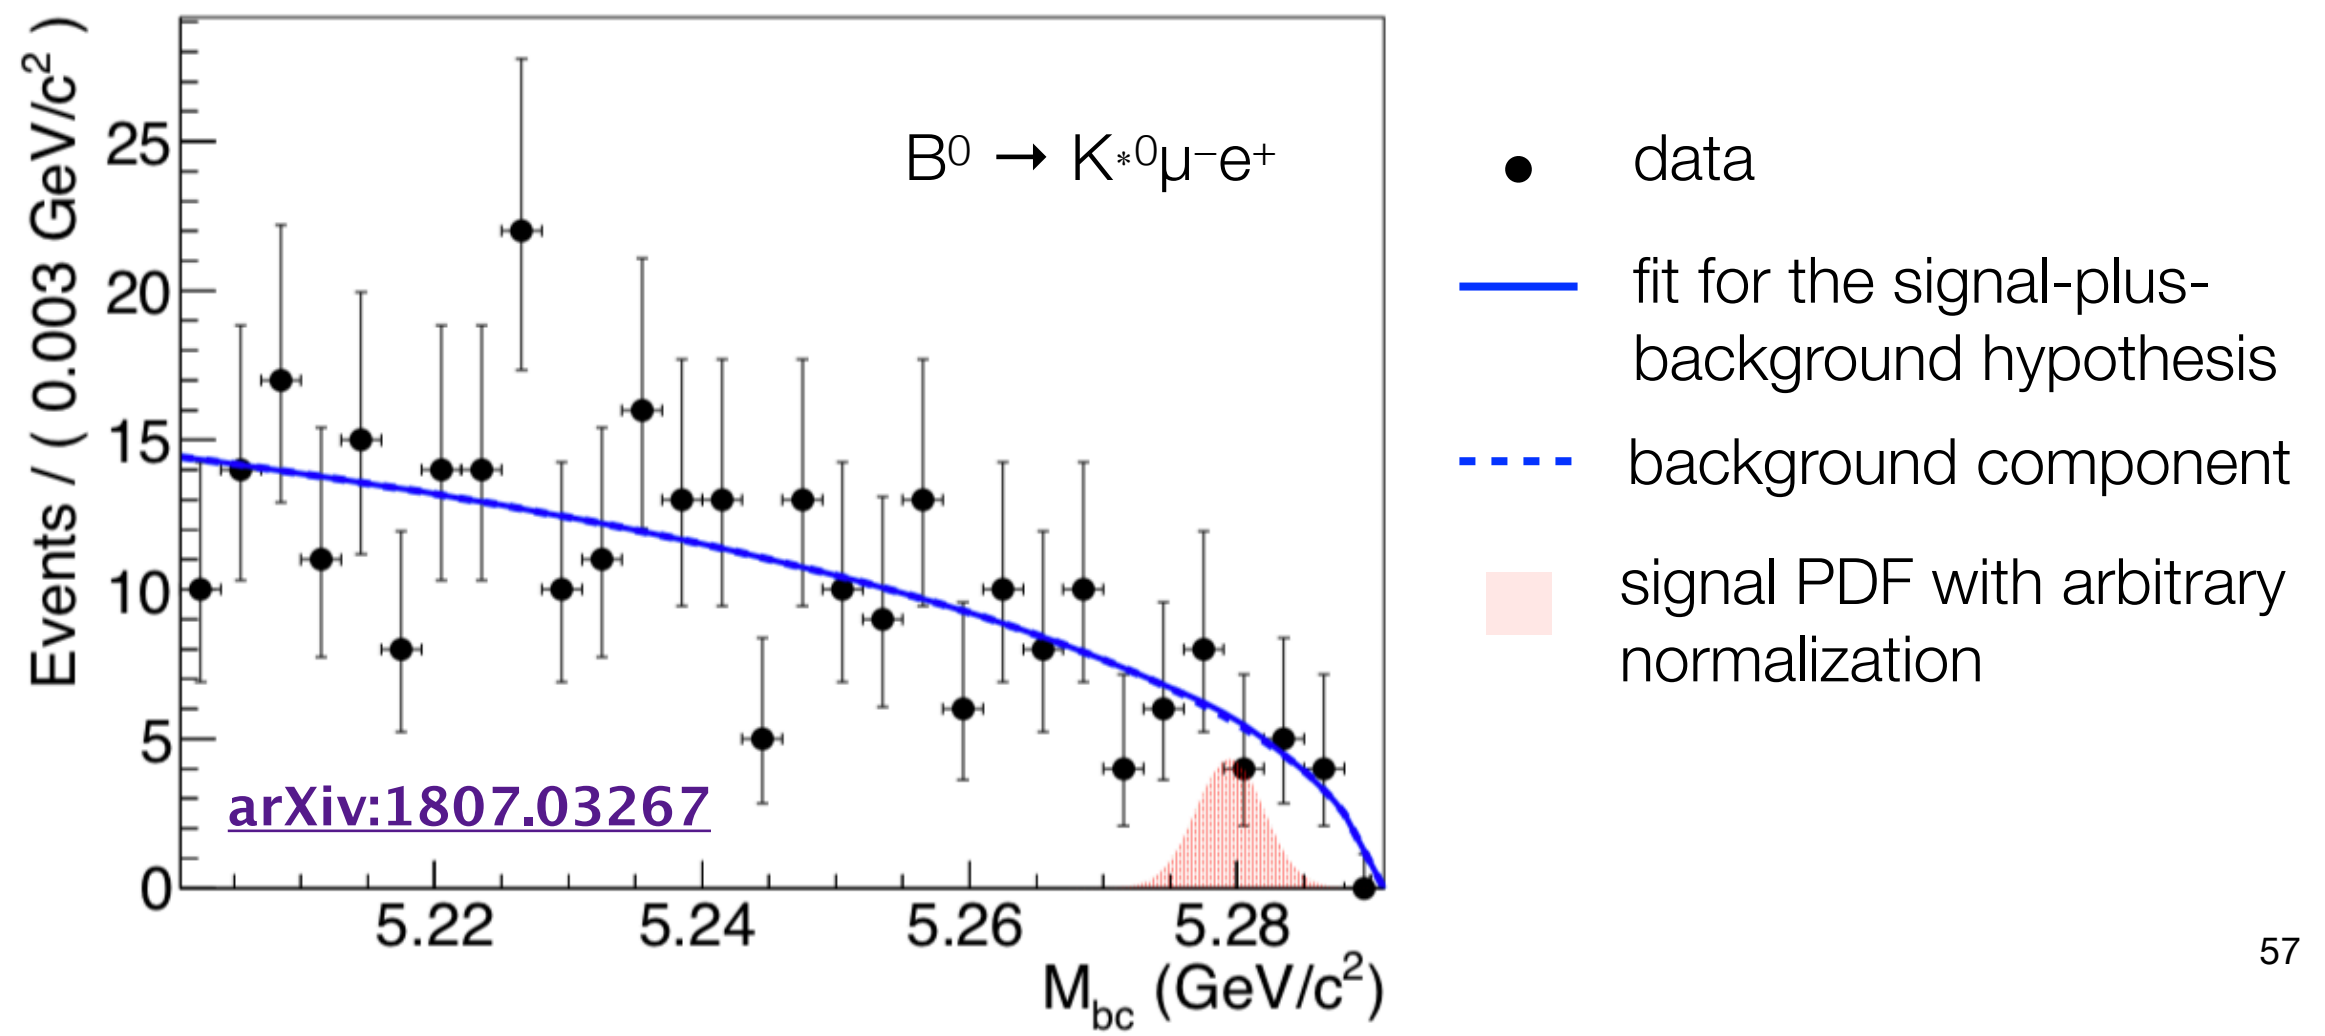 Events / ( 0.003 GeV/c² )
25
20
15
10
5
0
B⁰ → K*⁰μ⁻e⁺
arXiv:1807.03267
5.22 5.24 5.26 5.28
M_bc (GeV/c²)
data
fit for the signal-plus-
background hypothesis
background component
signal PDF with arbitrary
normalization
57